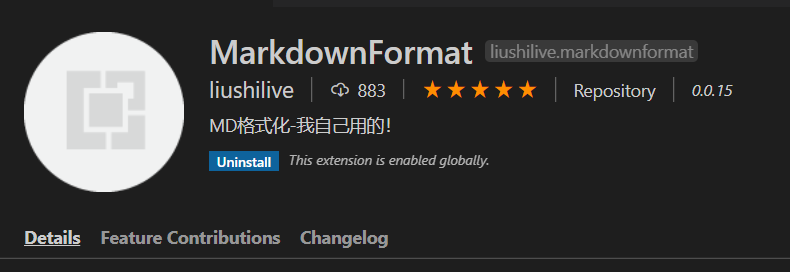 MarkdownFormat liushilive.markdownformat
liushilive 883 ★★★★★ Repository 0.0.15
MD格式化-我自己用的！
Uninstall This extension is enabled globally.
Details Feature Contributions Changelog